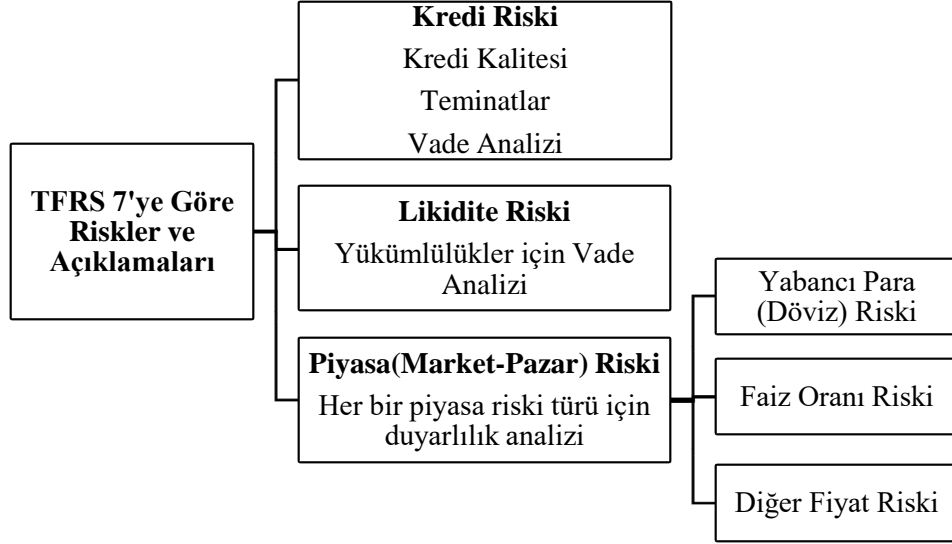 TFRS 7'ye Göre
Riskler ve
Açıklamaları
Kredi Riski
Kredi Kalitesi
Teminatlar
Vade Analizi
Likidite Riski
Yükümlülükler için Vade
Analizi
Piyasa(Market-Pazar) Riski
Her bir piyasa riski türü için
duyarlılık analizi
Yabancı Para
(Döviz) Riski
Faiz Oranı Riski
Diğer Fiyat Riski